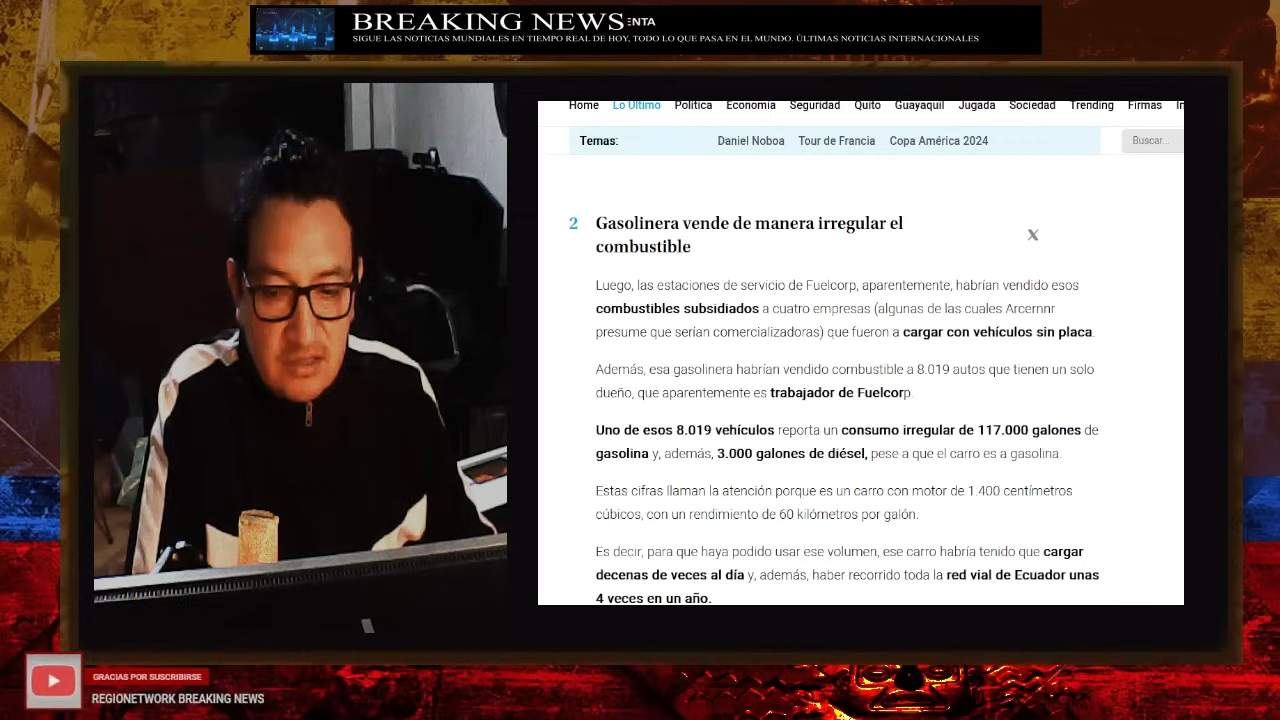 BREAKING NEWS
ENTA
SIGUE LAS NOTICIAS MUNDIALES EN TIEMPO REAL DE HOY, TODO LO QUE PASA EN EL MUNDO. ÚLTIMAS NOTICIAS INTERNACIONALES
Home Lo Último Política Economía Seguridad Quito Guayaquil Jugada Sociedad Trending Firmas In
Temas: Daniel Noboa Tour de Francia Copa América 2024 Buscar...
2 Gasolinera vende de manera irregular el
combustible
Luego, las estaciones de servicio de Fuelcorp, aparentemente, habrían vendido esos
combustibles subsidiados a cuatro empresas (algunas de las cuales Arcernnr
presume que serían comercializadoras) que fueron a cargar con vehículos sin placa.
Además, esa gasolinera habrían vendido combustible a 8.019 autos que tienen un solo
dueño, que aparentemente es trabajador de Fuelcorp.
Uno de esos 8.019 vehículos reporta un consumo irregular de 117.000 galones de
gasolina y, además, 3.000 galones de diésel, pese a que el carro es a gasolina.
Estas cifras llaman la atención porque es un carro con motor de 1.400 centímetros
cúbicos, con un rendimiento de 60 kilómetros por galón.
Es decir, para que haya podido usar ese volumen, ese carro habría tenido que cargar
decenas de veces al día y, además, haber recorrido toda la red vial de Ecuador unas
4 veces en un año.
GRACIAS POR SUSCRIBIRSE
REGIONETWORK BREAKING NEWS